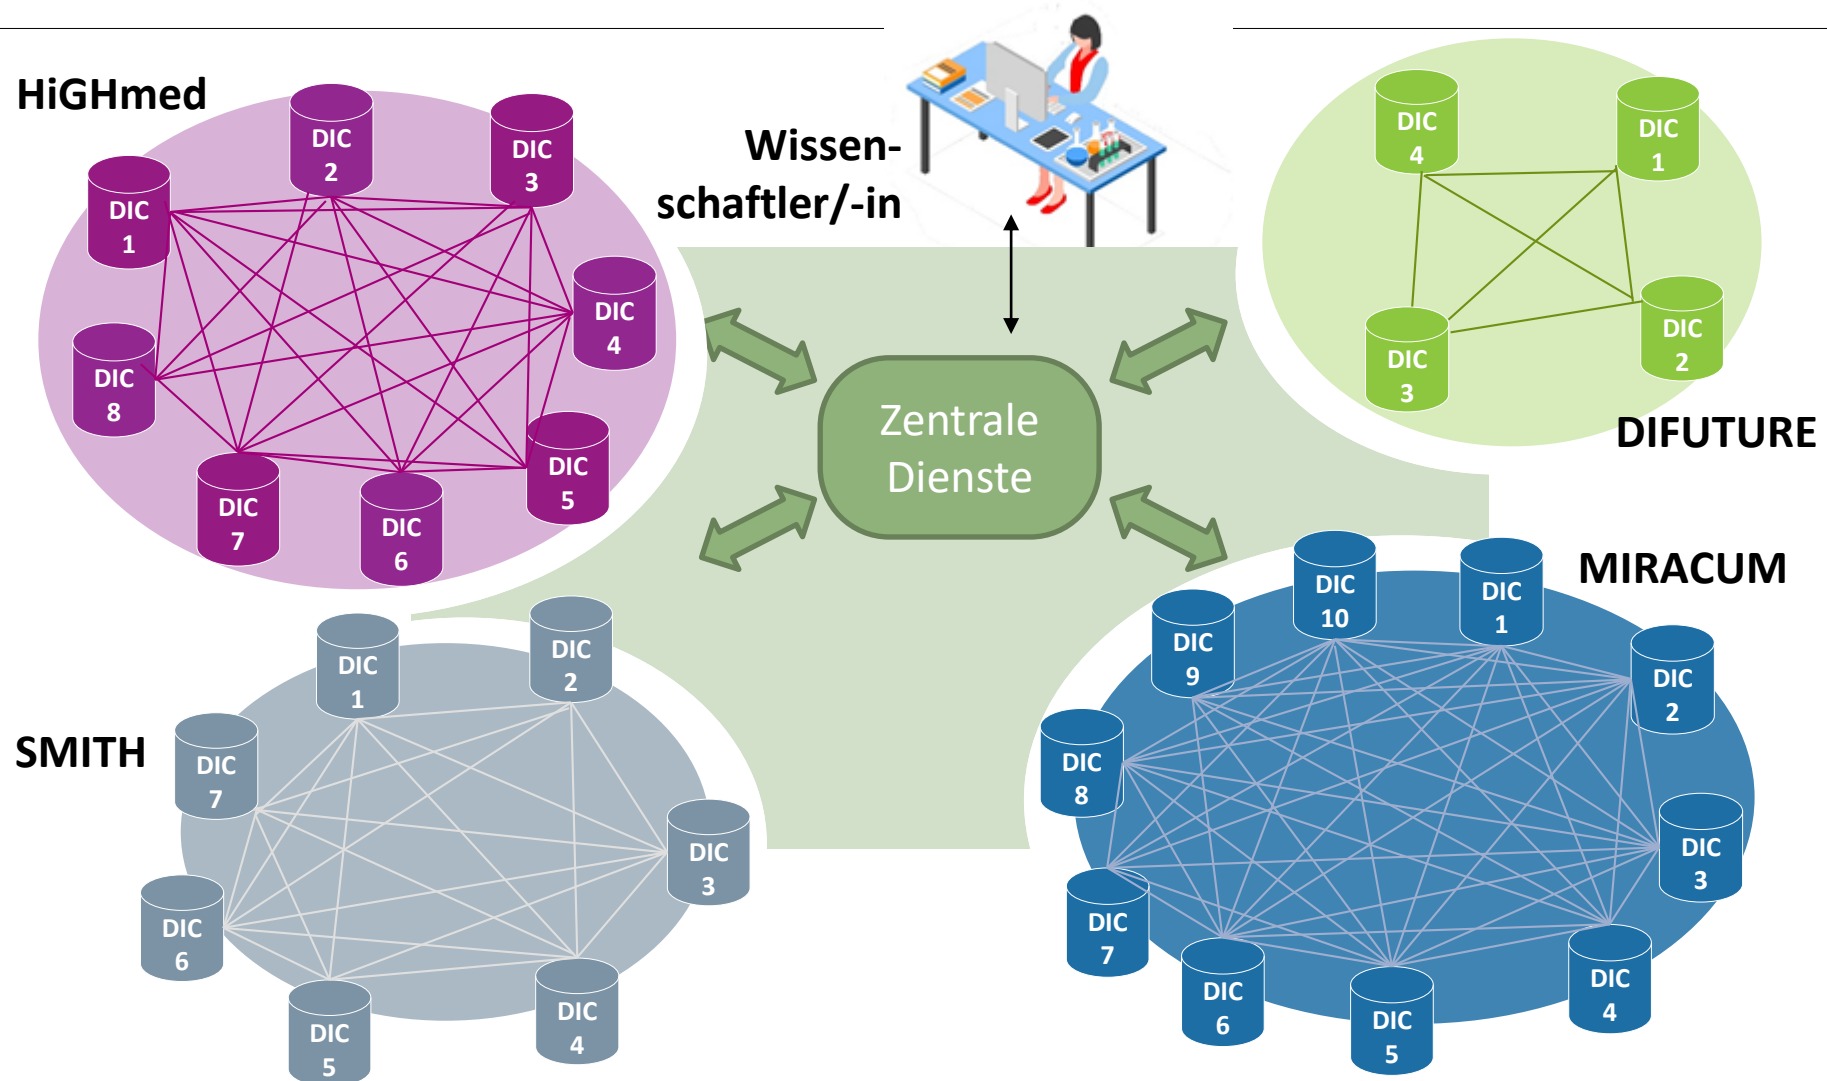 HiGHmed
DIC
1
DIC
2
DIC
3
DIC
4
DIC
5
DIC
6
DIC
7
DIC
8
Wissen-
schaftler/-in
DIC
4
DIC
1
DIC
3
DIC
2
DIFUTURE
Zentrale
Dienste
SMITH
DIC
1
DIC
2
DIC
3
DIC
4
DIC
5
DIC
6
DIC
7
MIRACUM
DIC
10
DIC
1
DIC
2
DIC
3
DIC
4
DIC
5
DIC
6
DIC
7
DIC
8
DIC
9